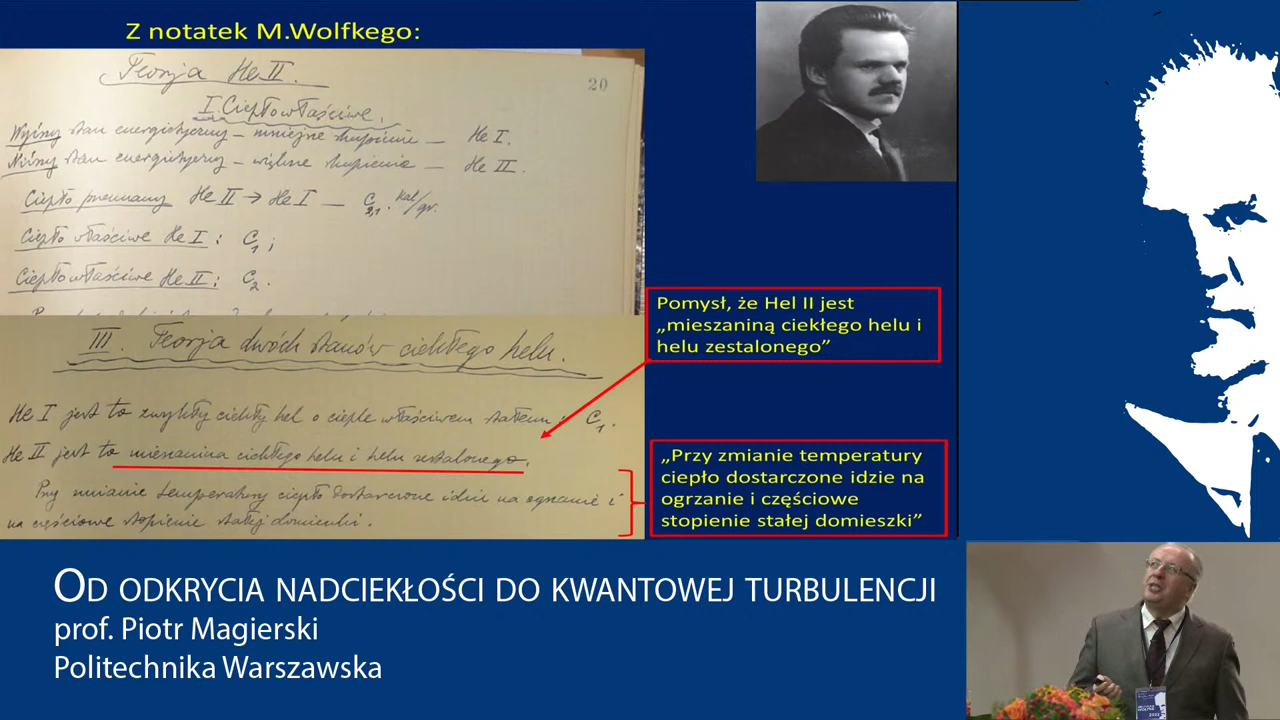 Z notatek M.Wolfkego:
Teorja He II.
20
I. Ciepło właściwe.
Wyższy stan energetyczny – mniejsze skupienie – He I.
Niższy stan energetyczny – większe skupienie – He II.
Ciepło przemiany He II → He I – C2,1. kal/gr.
Ciepło właściwe He I: C1;
Ciepło właściwe He II: C2.
III. Teorja dwóch stanów ciekłego helu.
He I jest to zwykły ciekły hel o cieple właściwem stałem: C1.
He II jest to mieszanina ciekłego helu i helu zestalonego.
Przy zmianie temperatury ciepło dostarczone idzie na ogrzanie i
na częściowe stopienie stałej domieszki.
Pomysł, że Hel II jest
„mieszaniną ciekłego helu i
helu zestalonego”
„Przy zmianie temperatury
ciepło dostarczone idzie na
ogrzanie i częściowe
stopienie stałej domieszki”
OD ODKRYCIA NADCIEKŁOŚCI DO KWANTOWEJ TURBULENCJI
prof. Piotr Magierski
Politechnika Warszawska